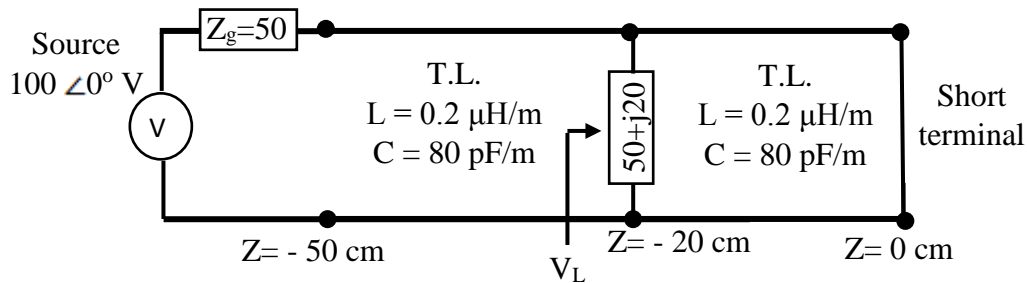 Source
100 ∠0° V
V
Zg=50
T.L.
L = 0.2 μH/m
C = 80 pF/m
50+j20
VL
T.L.
L = 0.2 μH/m
C = 80 pF/m
Short
terminal
Z= - 50 cm
Z= - 20 cm
Z= 0 cm